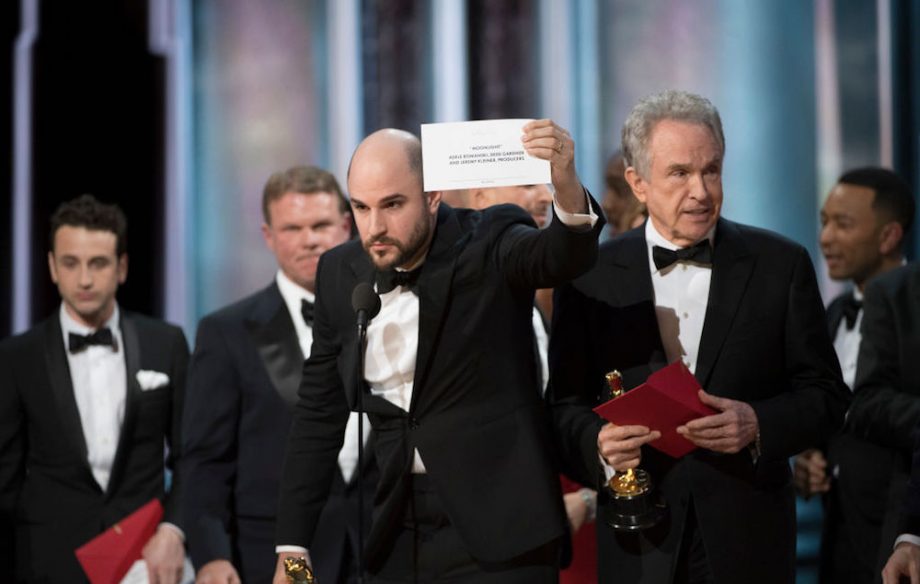 "MOONLIGHT"
ADELE ROMANSKI, DEDE GARDNER
AND JEREMY KLEINER, PRODUCERS